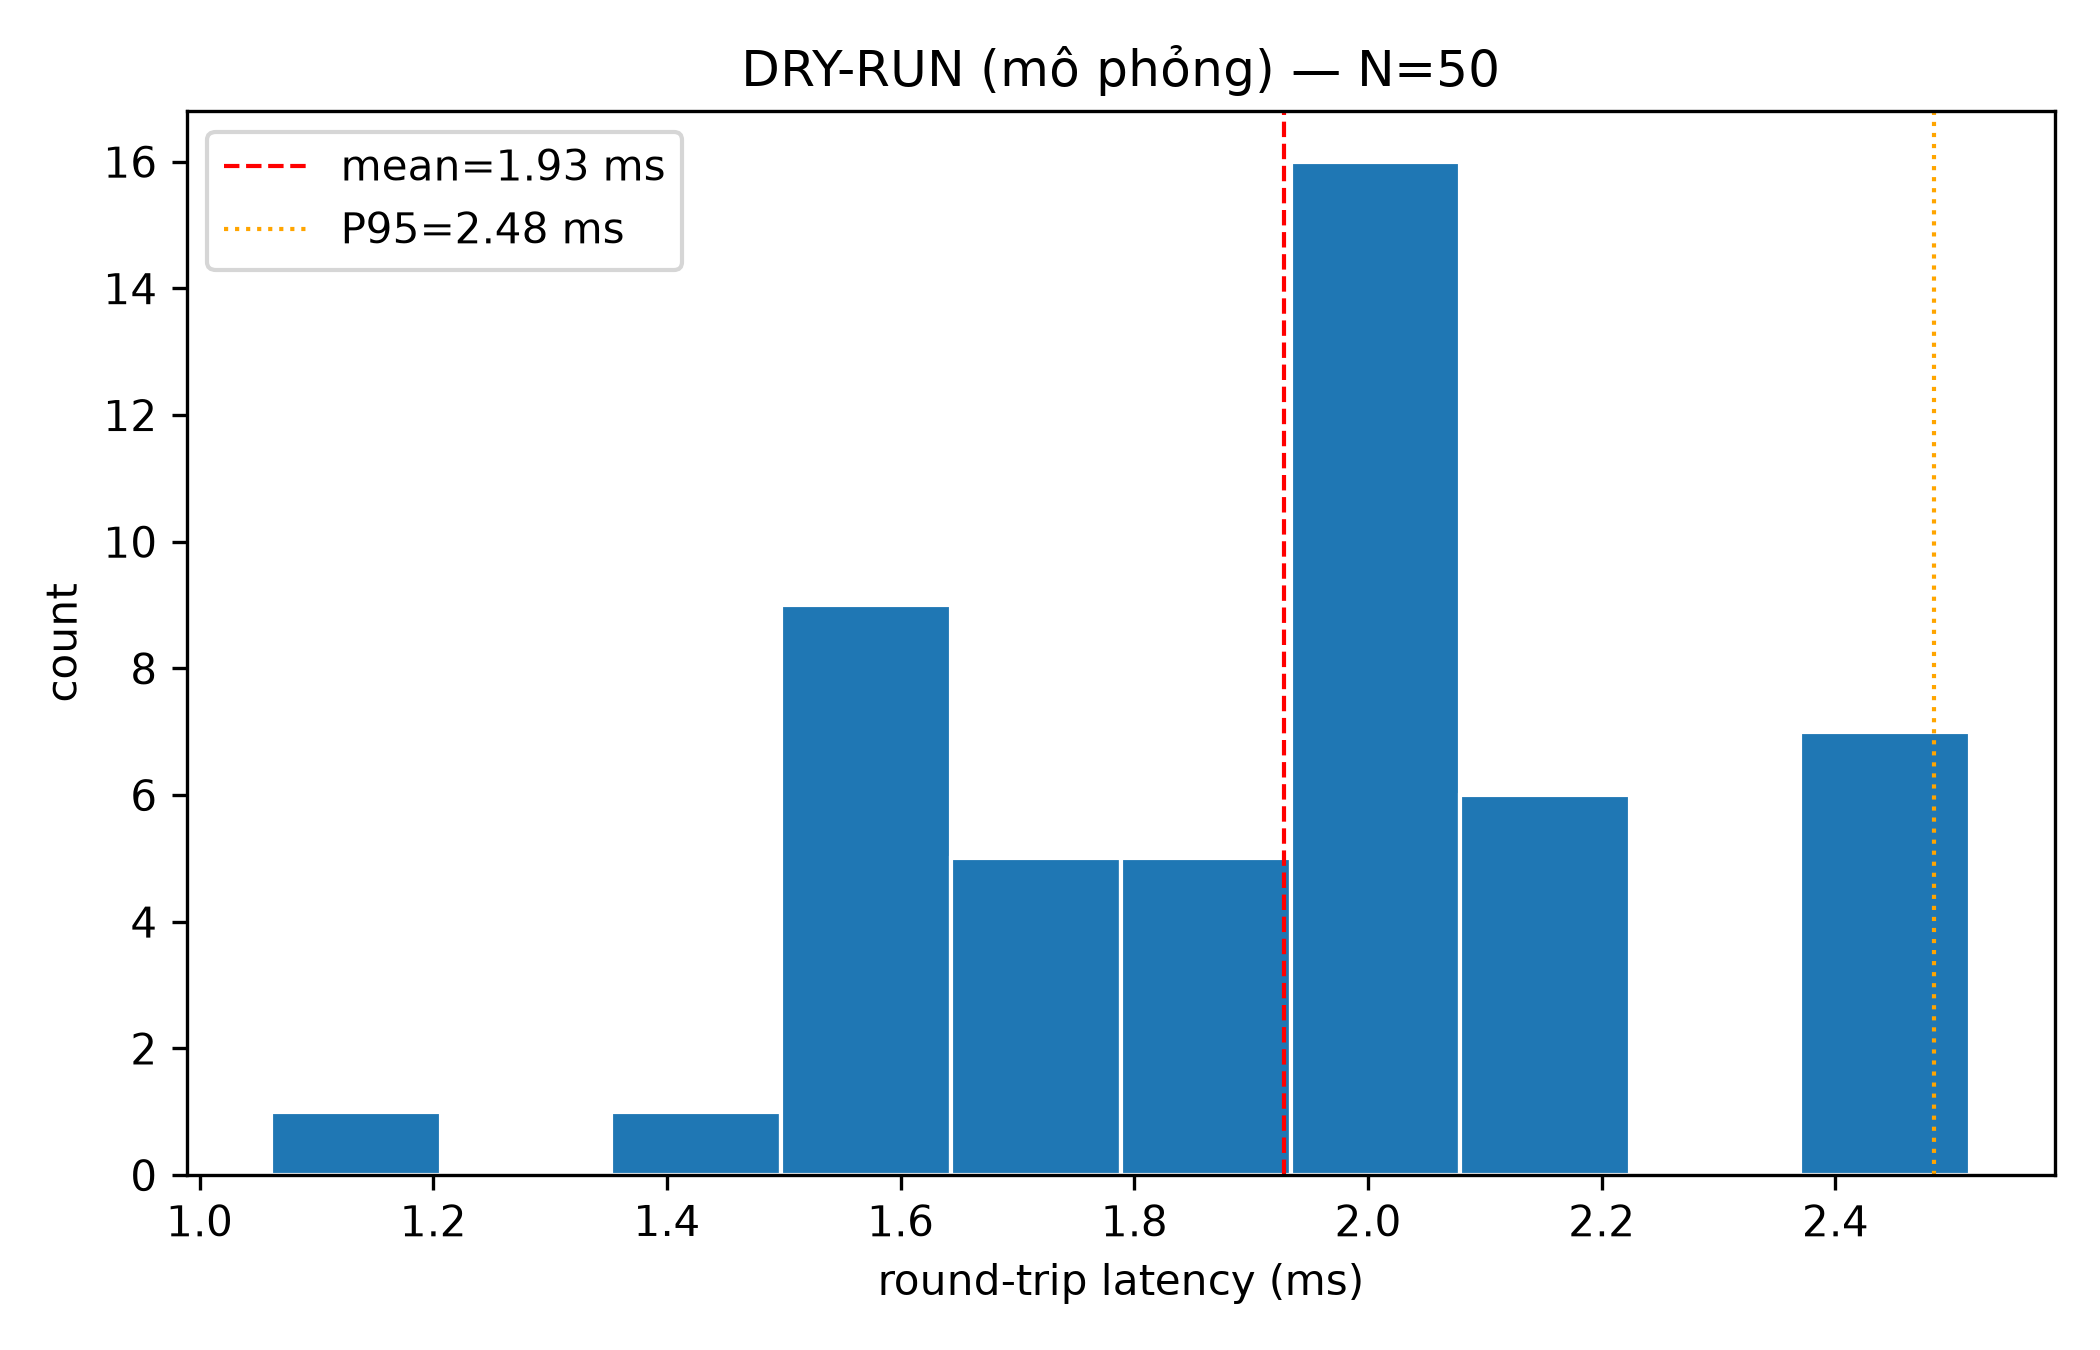 DRY-RUN (mô phỏng) — N=50
mean=1.93 ms
P95=2.48 ms
16
14
12
10
8
6
4
2
0
count
1.0 1.2 1.4 1.6 1.8 2.0 2.2 2.4
round-trip latency (ms)